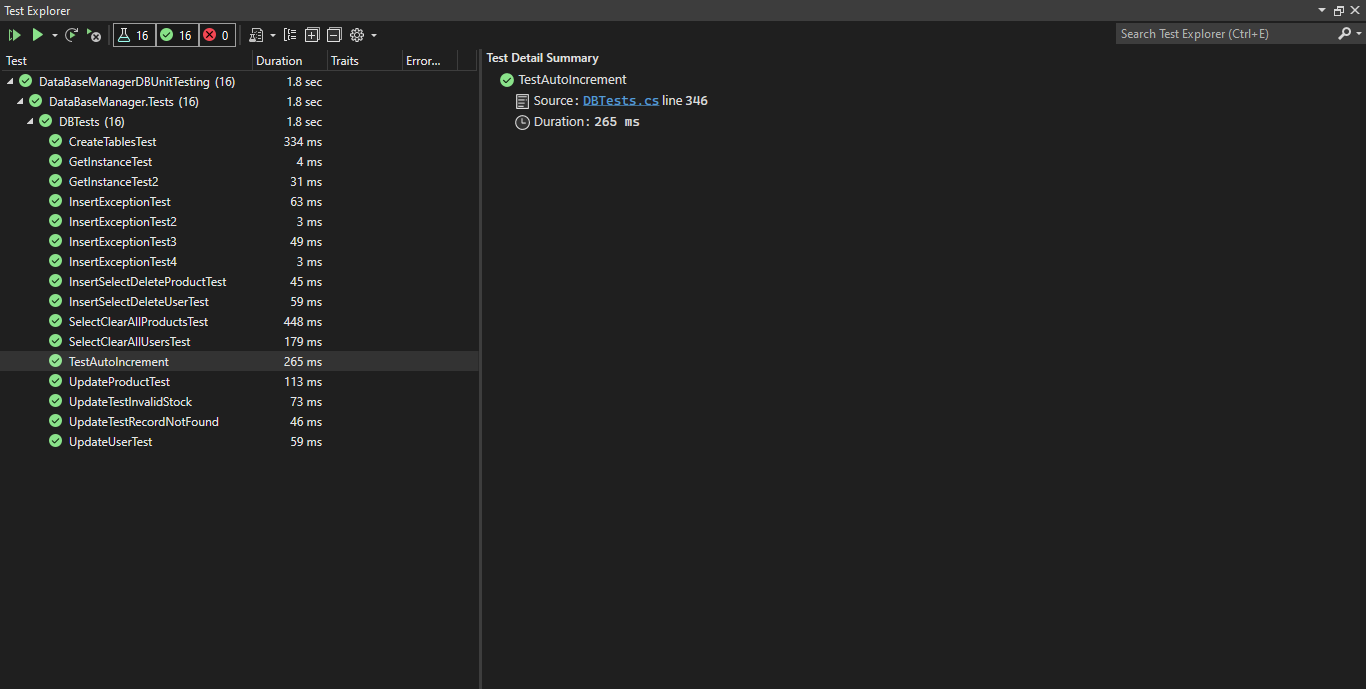 Test Explorer
16 16 0
Search Test Explorer (Ctrl+E)
Test Duration Traits Error...
DataBaseManagerDBUnitTesting (16) 1.8 sec
DataBaseManager.Tests (16) 1.8 sec
DBTests (16) 1.8 sec
CreateTablesTest 334 ms
GetInstanceTest 4 ms
GetInstanceTest2 31 ms
InsertExceptionTest 63 ms
InsertExceptionTest2 3 ms
InsertExceptionTest3 49 ms
InsertExceptionTest4 3 ms
InsertSelectDeleteProductTest 45 ms
InsertSelectDeleteUserTest 59 ms
SelectClearAllProductsTest 448 ms
SelectClearAllUsersTest 179 ms
TestAutoIncrement 265 ms
UpdateProductTest 113 ms
UpdateTestInvalidStock 73 ms
UpdateTestRecordNotFound 46 ms
UpdateUserTest 59 ms
Test Detail Summary
TestAutoIncrement
Source: DBTests.cs line 346
Duration: 265 ms